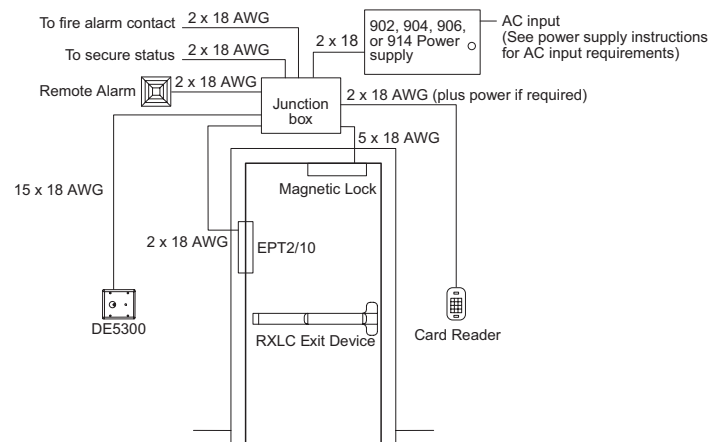 To fire alarm contact
2 x 18 AWG
To secure status
2 x 18 AWG
Remote Alarm
2 x 18 AWG
2 x 18
902, 904, 906,
or 914 Power
supply
AC input
(See power supply instructions
for AC input requirements)
Junction
box
2 x 18 AWG (plus power if required)
5 x 18 AWG
15 x 18 AWG
Magnetic Lock
2 x 18 AWG
EPT2/10
DE5300
RXLC Exit Device
Card Reader